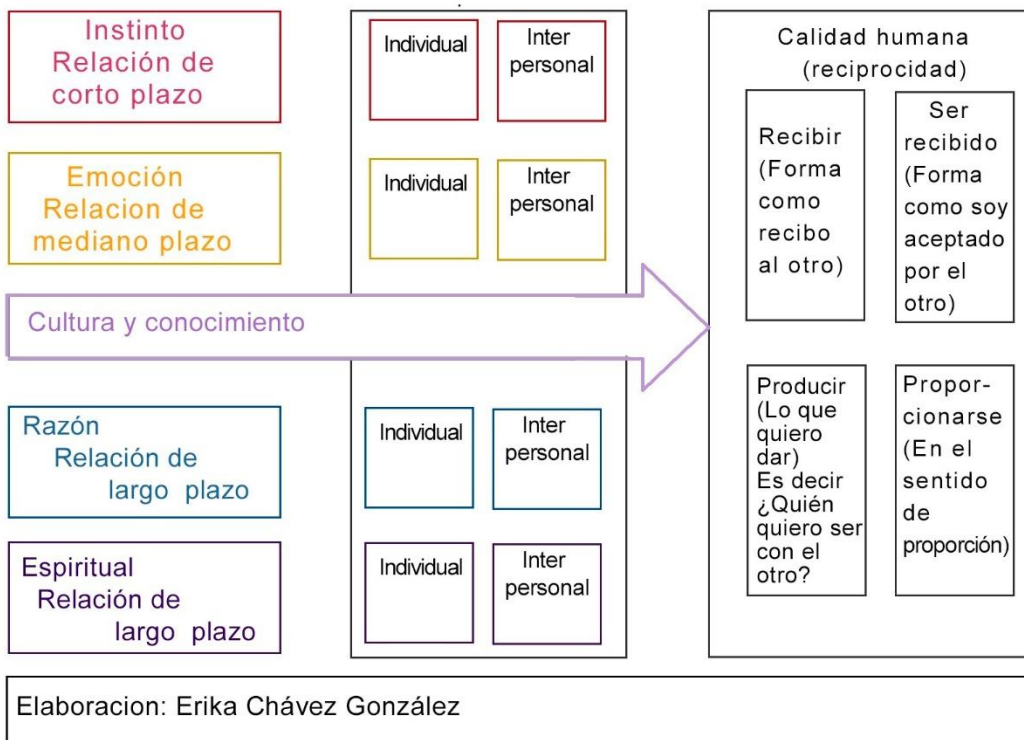 Instinto
Relación de
corto plazo
Individual
Inter
personal
Emoción
Relacion de
mediano plazo
Individual
Inter
personal
Cultura y conocimiento
Razón
Relación de
largo plazo
Individual
Inter
personal
Espiritual
Relación de
largo plazo
Individual
Inter
personal
Calidad humana
(reciprocidad)
Recibir
(Forma
como
recibo
al otro)
Ser
recibido
(Forma
como soy
aceptado
por el
otro)
Producir
(Lo que
quiero
dar)
Es decir
¿Quién
quiero ser
con el
otro?
Propor-
cionarse
(En el
sentido
de
proporción)
Elaboracion: Erika Chávez González